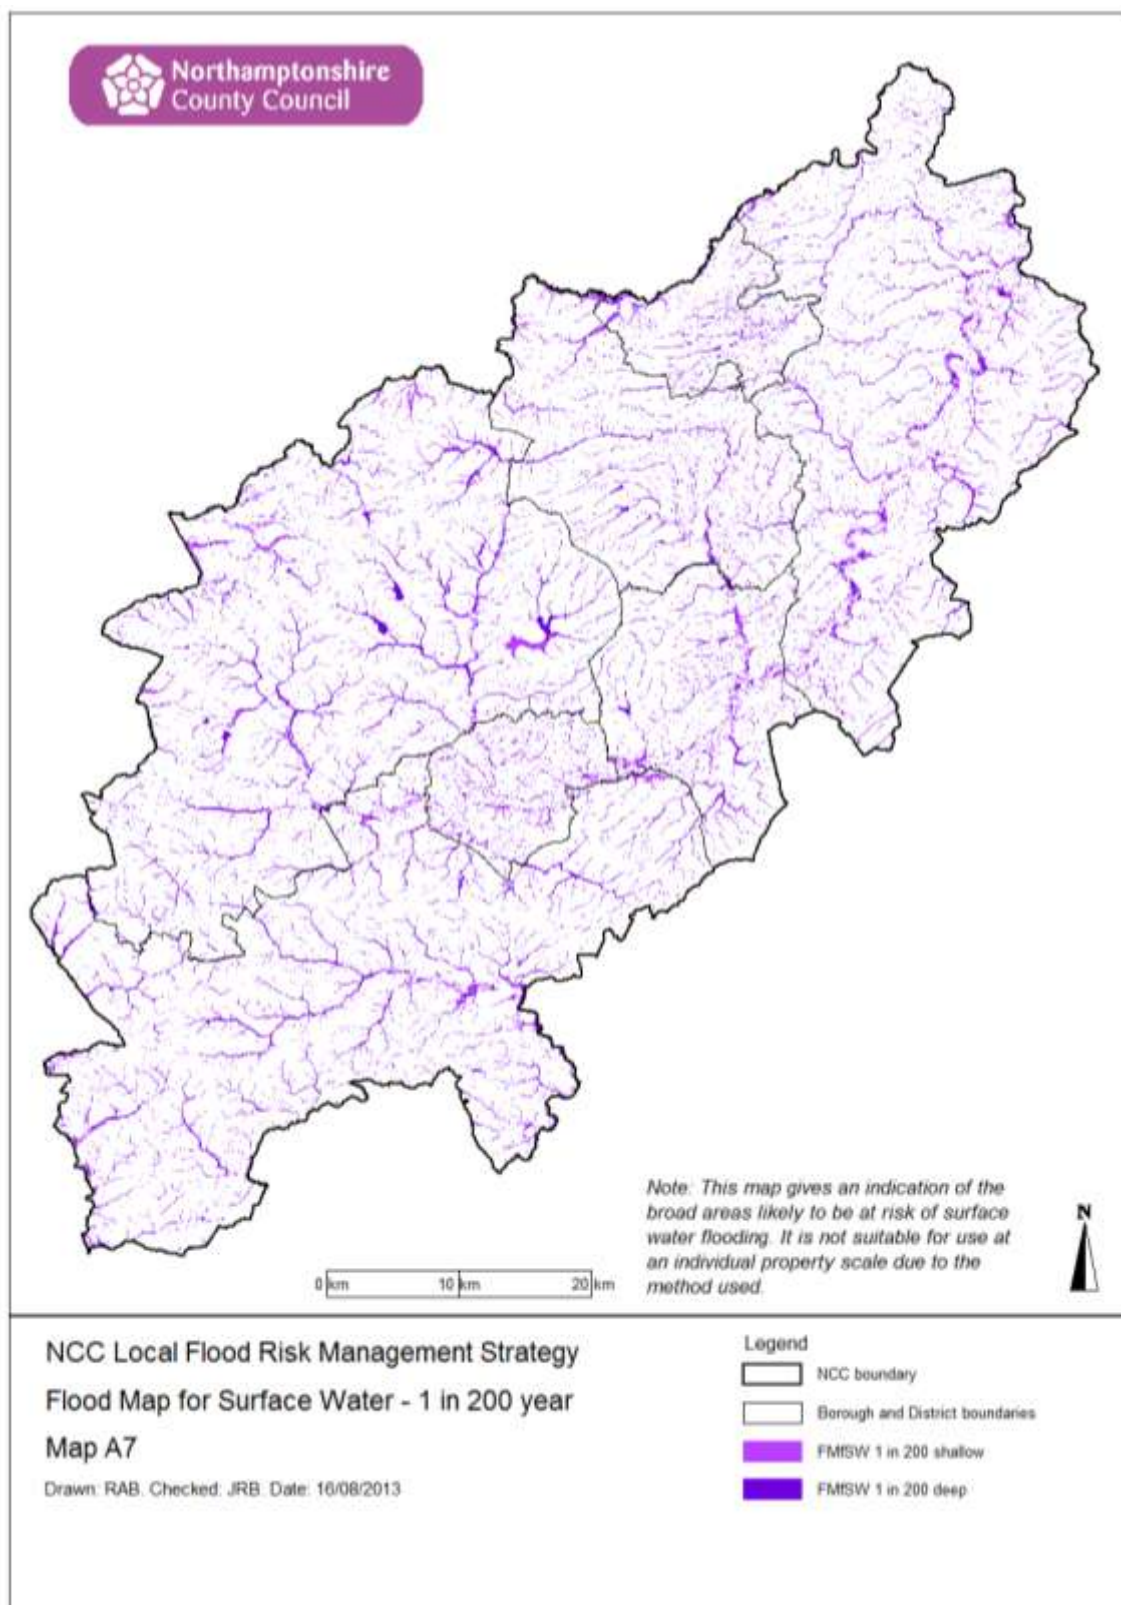 Northamptonshire
County Council
Note: This map gives an indication of the
broad areas likely to be at risk of surface
water flooding. It is not suitable for use at
an individual property scale due to the
method used.
N
0 km 10 km 20 km
NCC Local Flood Risk Management Strategy
Flood Map for Surface Water - 1 in 200 year
Map A7
Drawn: RAB. Checked: JRB. Date: 16/08/2013
Legend
NCC boundary
Borough and District boundaries
FMfSW 1 in 200 shallow
FMfSW 1 in 200 deep